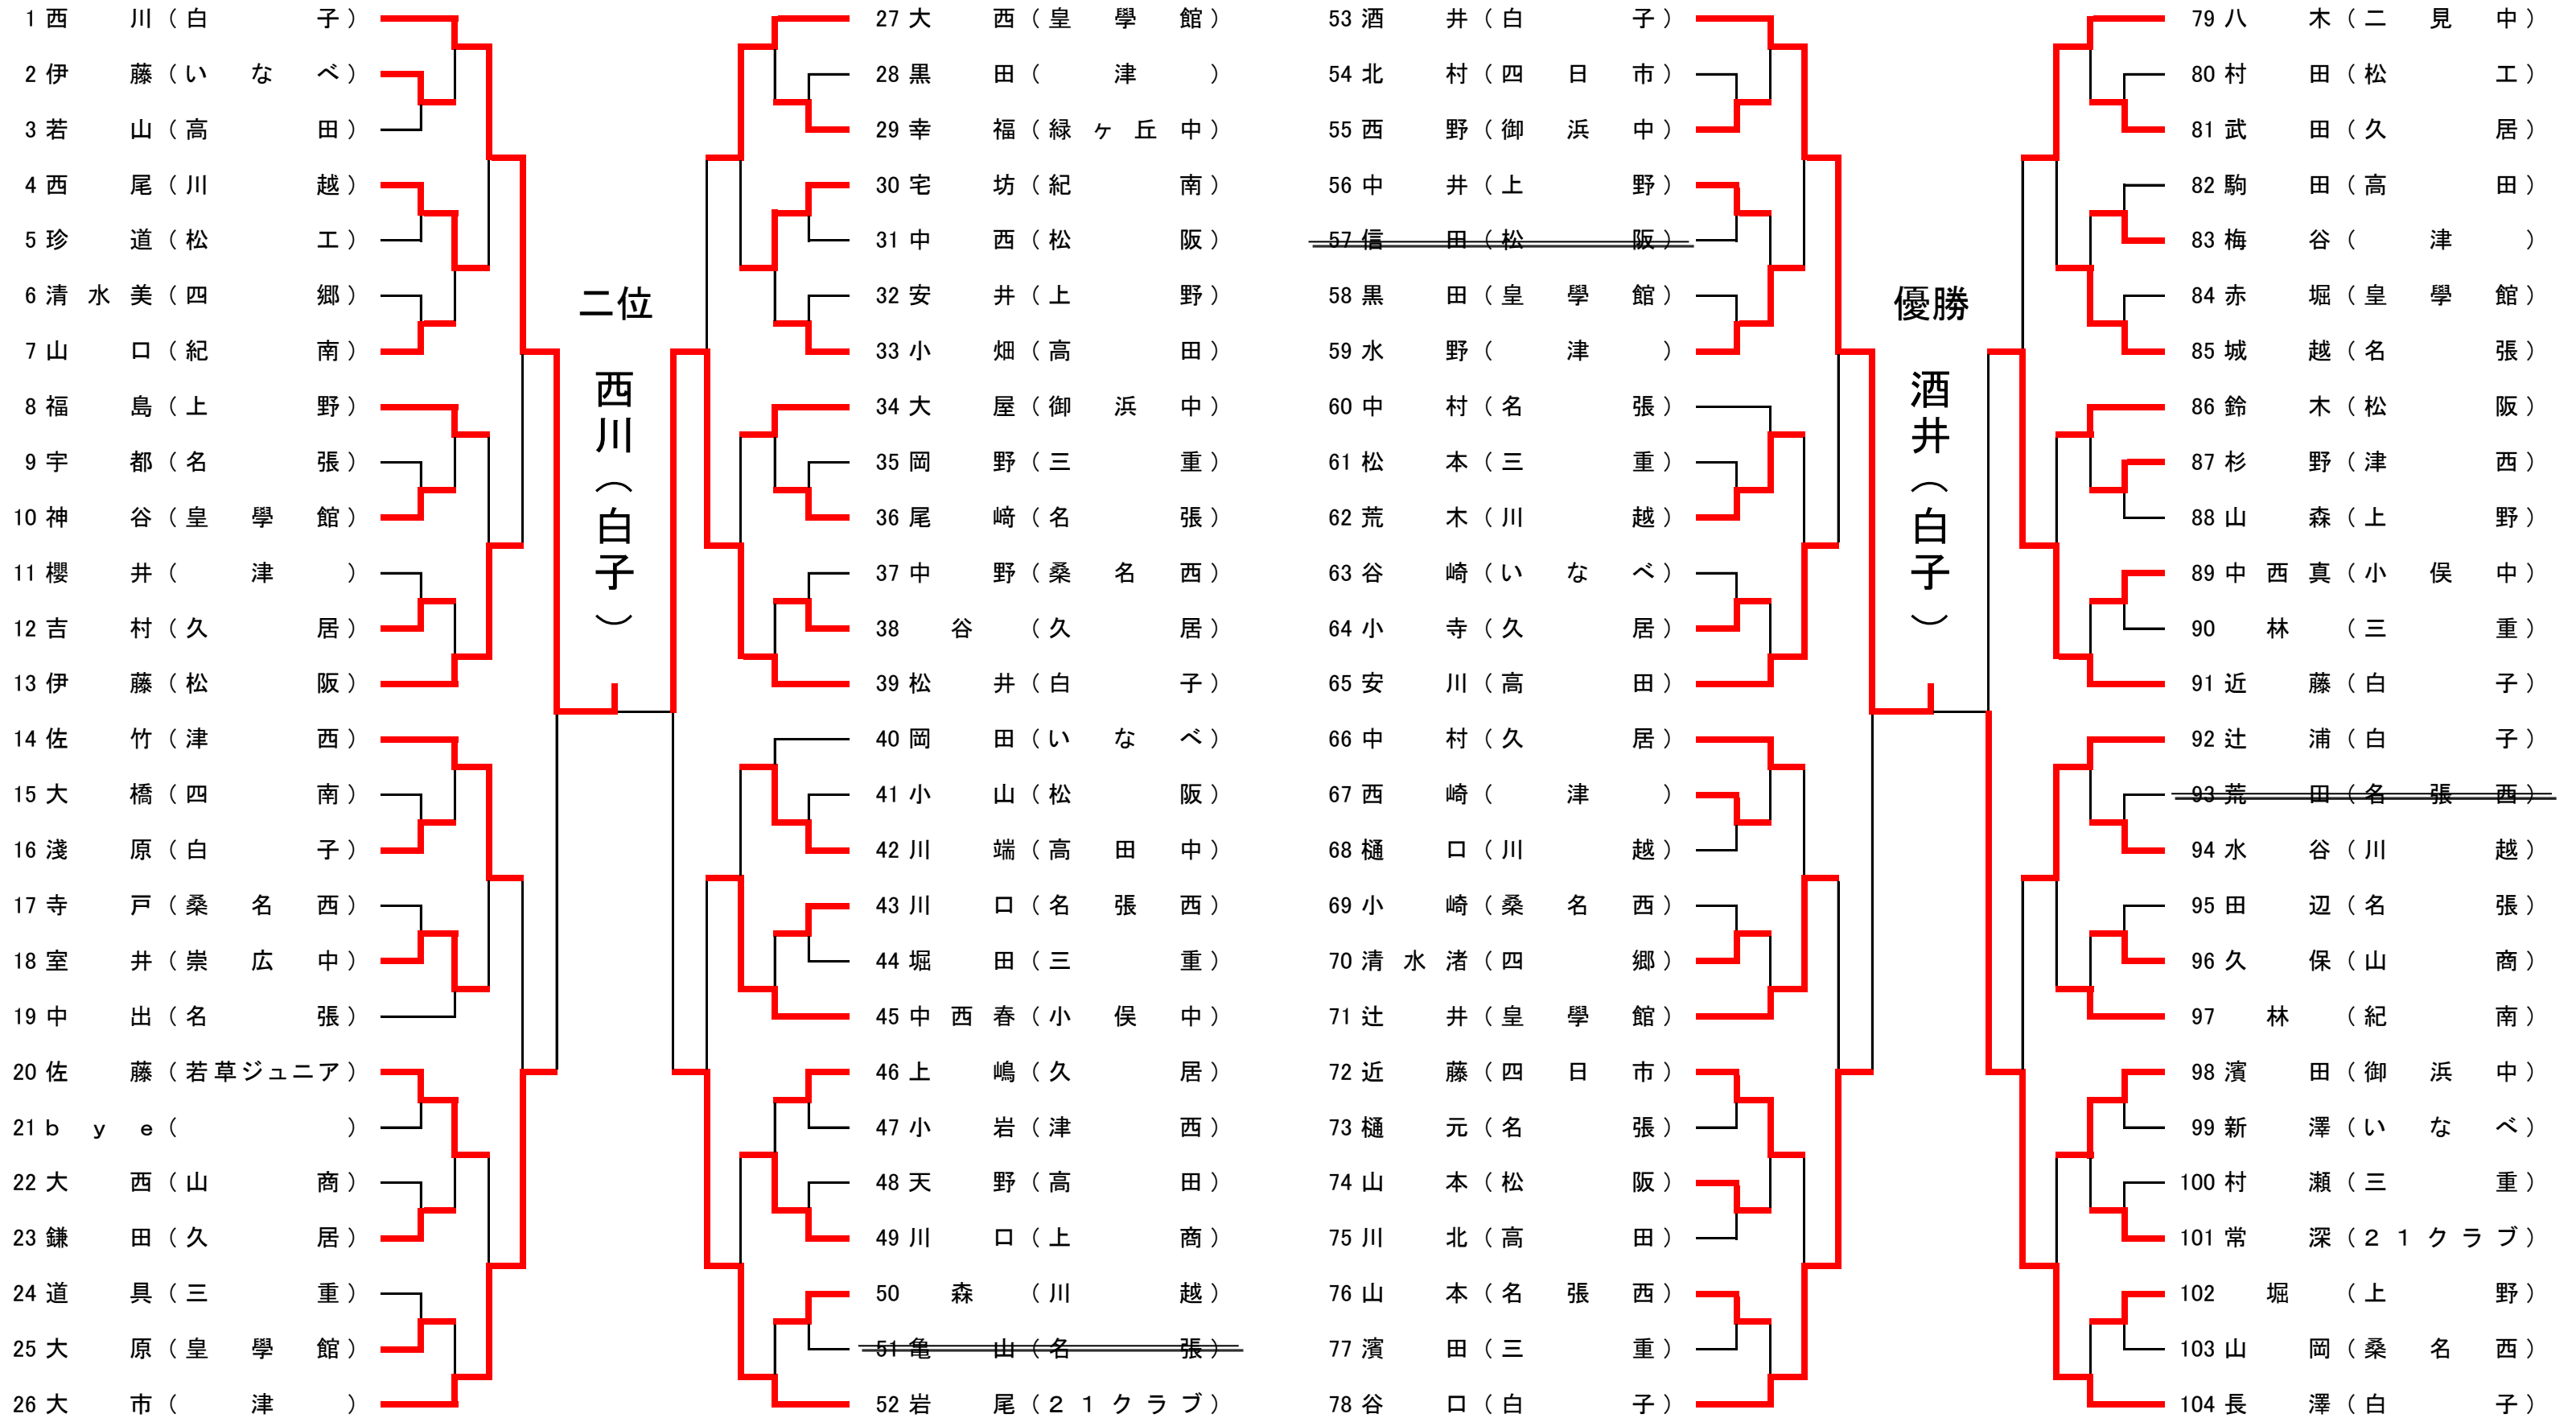 1 西川（白子）
2 伊藤（いなべ）
3 若山（高田）
4 西尾（川越）
5 珍道（松工）
6 清水美（四郷）
7 山口（紀南）
8 福島（上野）
9 宇都（名張）
10 神谷（皇學館）
11 櫻井（津）
12 吉村（久居）
13 伊藤（松阪）
14 佐竹（津西）
15 大橋（四南）
16 淺原（白子）
17 寺戸（桑名西）
18 室井（崇広中）
19 中出（名張）
20 佐藤（若草ジュニア）
21 ｂｙｅ（）
22 大西（山商）
23 鎌田（久居）
24 道具（三重）
25 大原（皇學館）
26 大市（津）
二位
西川（白子）
27 大西（皇學館）
28 黒田（津）
29 幸福（緑ヶ丘中）
30 宅坊（紀南）
31 中西（松阪）
32 安井（上野）
33 小畑（高田）
34 大屋（御浜中）
35 岡野（三重）
36 尾﨑（名張）
37 中野（桑名西）
38 谷（久居）
39 松井（白子）
40 岡田（いなべ）
41 小山（松阪）
42 川端（高田中）
43 川口（名張西）
44 堀田（三重）
45 中西春（小俣中）
46 上嶋（久居）
47 小岩（津西）
48 天野（高田）
49 川口（上商）
50 森（川越）
51 亀山（名張）
52 岩尾（２１クラブ）
53 酒井（白子）
54 北村（四日市）
55 西野（御浜中）
56 中井（上野）
57 信田（松阪）
58 黒田（皇學館）
59 水野（津）
60 中村（名張）
61 松本（三重）
62 荒木（川越）
63 谷崎（いなべ）
64 小寺（久居）
65 安川（高田）
66 中村（久居）
67 西崎（津）
68 樋口（川越）
69 小崎（桑名西）
70 清水渚（四郷）
71 辻井（皇學館）
72 近藤（四日市）
73 樋元（名張）
74 山本（松阪）
75 川北（高田）
76 山本（名張西）
77 濱田（三重）
78 谷口（白子）
優勝
酒井（白子）
79 八木（二見中）
80 村田（松工）
81 武田（久居）
82 駒田（高田）
83 梅谷（津）
84 赤堀（皇學館）
85 城越（名張）
86 鈴木（松阪）
87 杉野（津西）
88 山森（上野）
89 中西真（小俣中）
90 林（三重）
91 近藤（白子）
92 辻浦（白子）
93 荒田（名張西）
94 水谷（川越）
95 田辺（名張）
96 久保（山商）
97 林（紀南）
98 濱田（御浜中）
99 新澤（いなべ）
100 村瀬（三重）
101 常深（２１クラブ）
102 堀（上野）
103 山岡（桑名西）
104 長澤（白子）